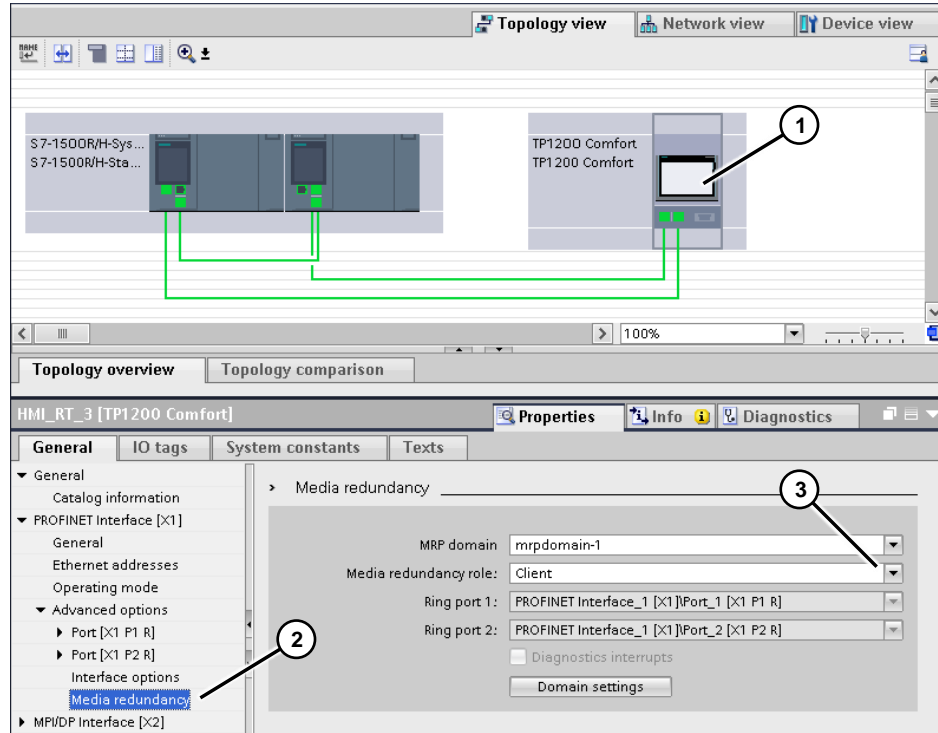 Topology view
Network view
Device view
NAME
100%
S7-1500R/H-Sys...
S7-1500R/H-Sta...
TP1200 Comfort
TP1200 Comfort
1
Topology overview
Topology comparison
HMI_RT_3 [TP1200 Comfort]
Properties
Info
Diagnostics
General
IO tags
System constants
Texts
General
Catalog information
PROFINET Interface [X1]
General
Ethernet addresses
Operating mode
Advanced options
Port [X1 P1 R]
Port [X1 P2 R]
Interface options
Media redundancy
MPI/DP Interface [X2]
2
Media redundancy
3
MRP domain
mrpdomain-1
Media redundancy role:
Client
Ring port 1:
PROFINET Interface_1 [X1]\Port_1 [X1 P1 R]
Ring port 2:
PROFINET Interface_1 [X1]\Port_2 [X1 P2 R]
Diagnostics interrupts
Domain settings